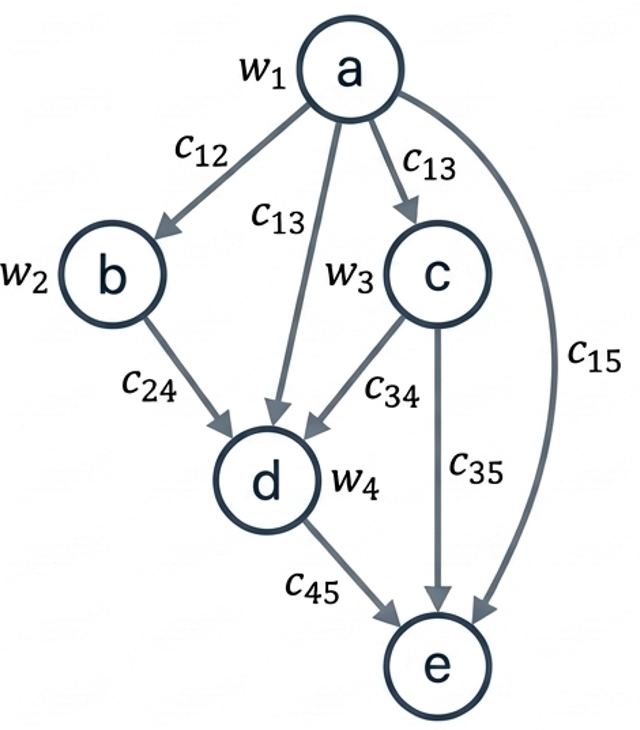 w₁ a
c₁₂ c₁₃
c₁₃
w₂ b w₃ c
c₁₅
c₂₄ c₃₄
c₃₅
d w₄
c₄₅
e